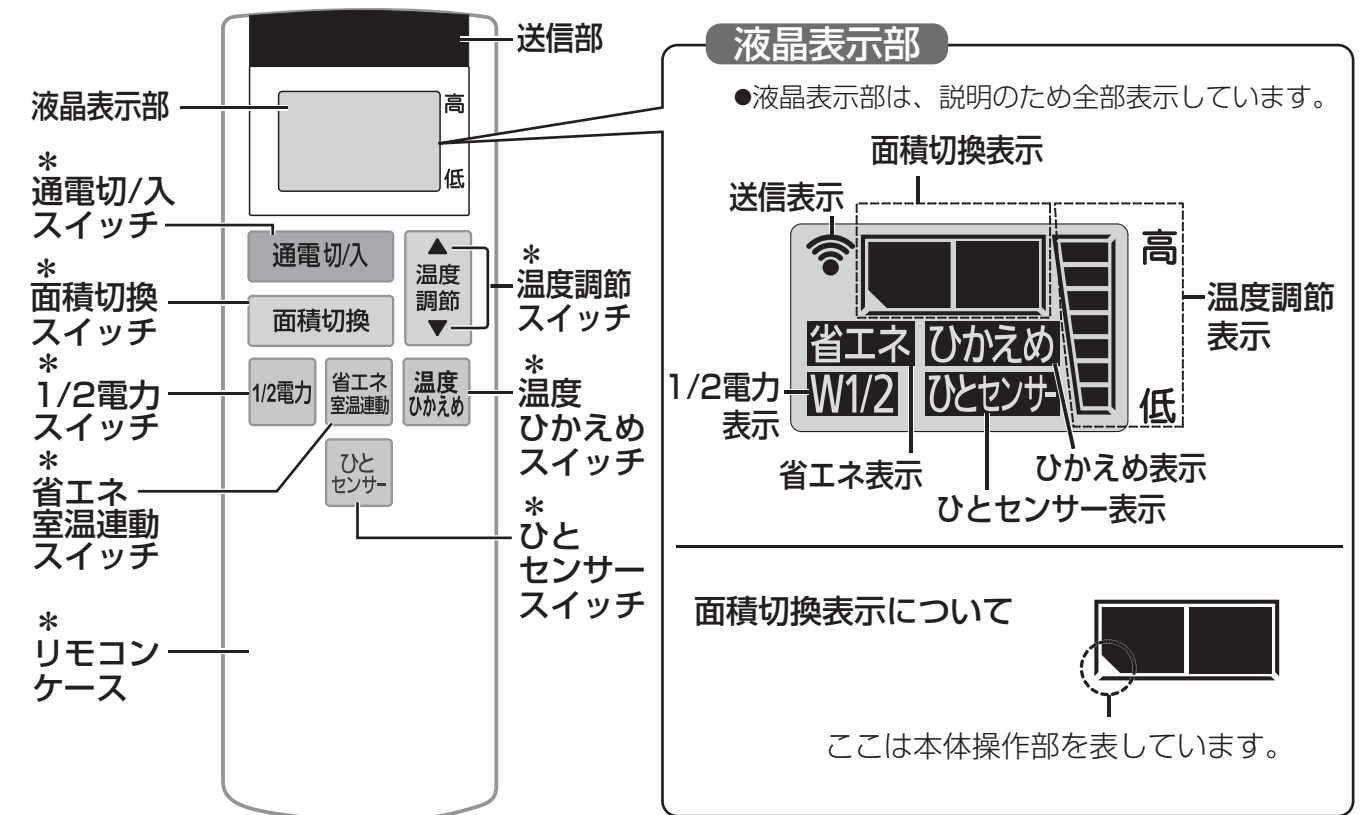 送信部
液晶表示部
高
低
＊
通電切/入
スイッチ
＊
面積切換
スイッチ
＊
1/2電力
スイッチ
＊
省エネ
室温連動
スイッチ
＊
リモコン
ケース
通電切/入
面積切換
▲
温度
調節
▼
1/2電力
省エネ
室温連動
温度
ひかえめ
ひと
センサー
＊
温度調節
スイッチ
＊
温度
ひかえめ
スイッチ
＊
ひと
センサー
スイッチ
液晶表示部
●液晶表示部は、説明のため全部表示しています。
面積切換表示
送信表示
高
低
温度調節
表示
省エネ
ひかえめ
W1/2
ひとセンサー
1/2電力
表示
省エネ表示
ひかえめ表示
ひとセンサー表示
面積切換表示について
ここは本体操作部を表しています。